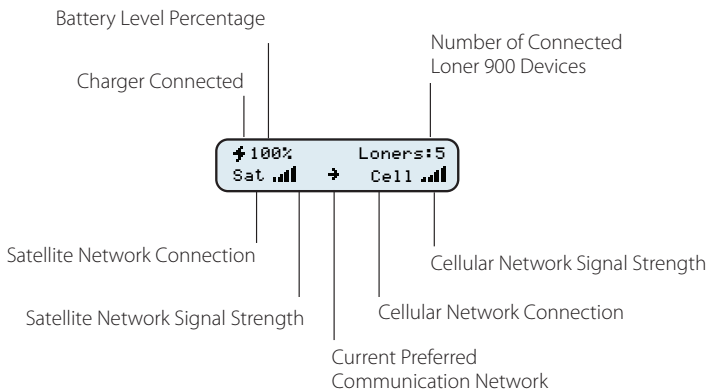 Battery Level Percentage
Number of Connected
Loner 900 Devices
Charger Connected
100% Loners:5
Sat → Cell
Satellite Network Connection
Cellular Network Signal Strength
Satellite Network Signal Strength
Cellular Network Connection
Current Preferred
Communication Network